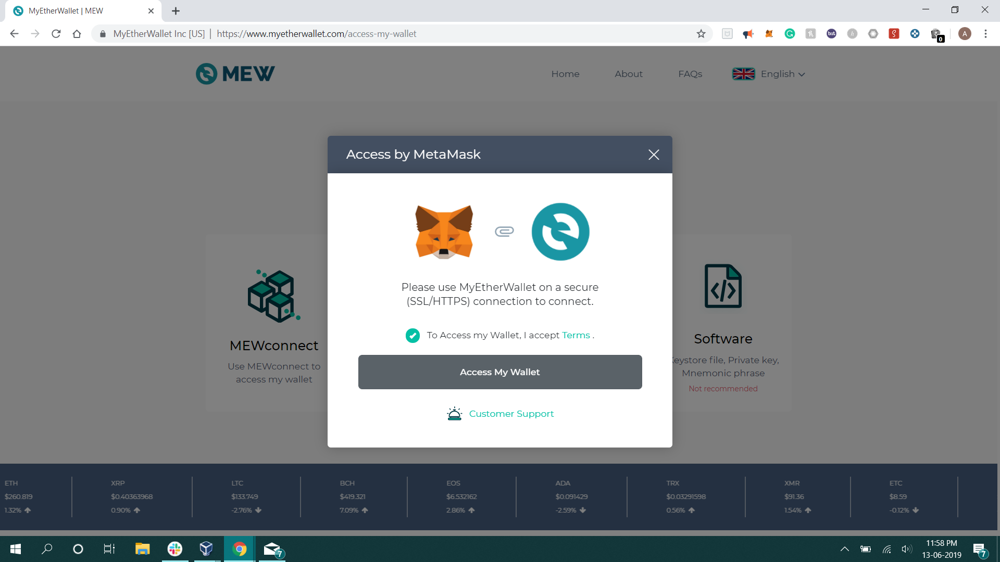 MyEtherWallet | MEW
MyEtherWallet Inc [US] | https://www.myetherwallet.com/access-my-wallet
bit
0
A
MEW
Home
About
FAQs
English
Access by MetaMask
Please use MyEtherWallet on a secure
(SSL/HTTPS) connection to connect.
To Access my Wallet, I accept Terms .
Access My Wallet
Customer Support
MEWconnect
Use MEWconnect to
access my wallet
Software
Keystore file, Private key,
Mnemonic phrase
Not recommended
ETH
$260.819
1.32%
XRP
$0.40363968
0.90%
LTC
$133.749
-2.76%
BCH
$419.321
7.09%
EOS
$6.532162
2.86%
ADA
$0.091429
-2.59%
TRX
$0.03291598
0.56%
XMR
$91.36
1.54%
ETC
$8.59
-0.12%
7
11:58 PM
13-06-2019
7